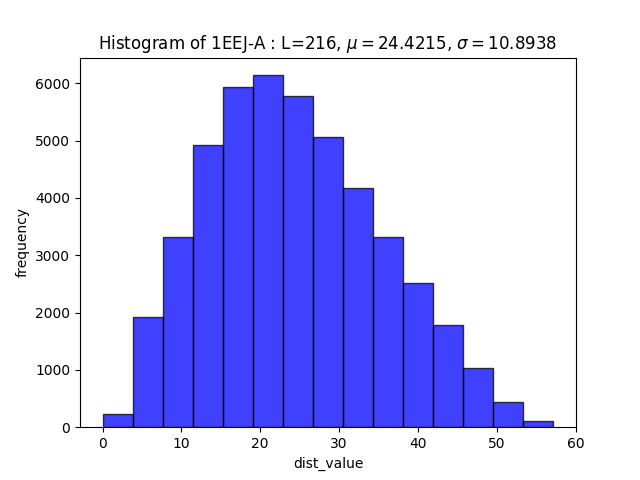 Histogram of 1EEJ-A : L=216, μ = 24.4215, σ = 10.8938
6000
5000
4000
3000
2000
1000
0
frequency
0 10 20 30 40 50 60
dist_value